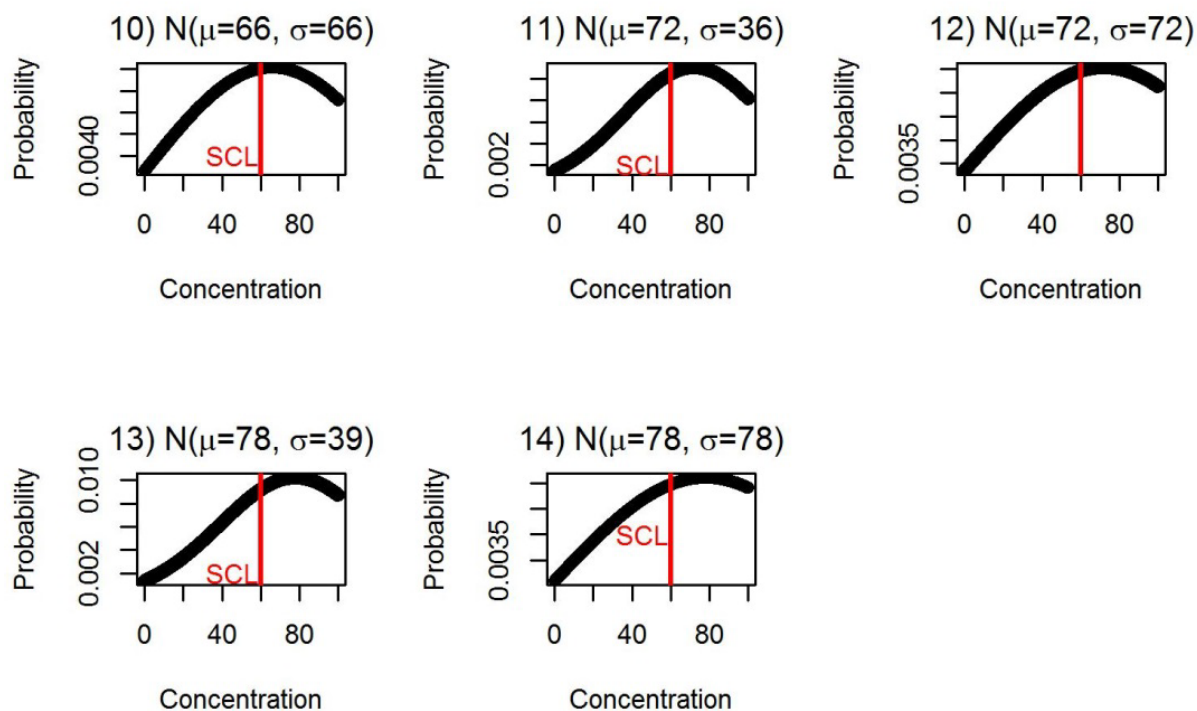 10) N(μ=66, σ=66)
Probability
0.0040
SCL
0 40 80
Concentration
11) N(μ=72, σ=36)
Probability
0.002
SCL
0 40 80
Concentration
12) N(μ=72, σ=72)
Probability
0.0035
0 40 80
Concentration
13) N(μ=78, σ=39)
Probability
0.002 0.010
SCL
0 40 80
Concentration
14) N(μ=78, σ=78)
Probability
0.0035
SCL
0 40 80
Concentration